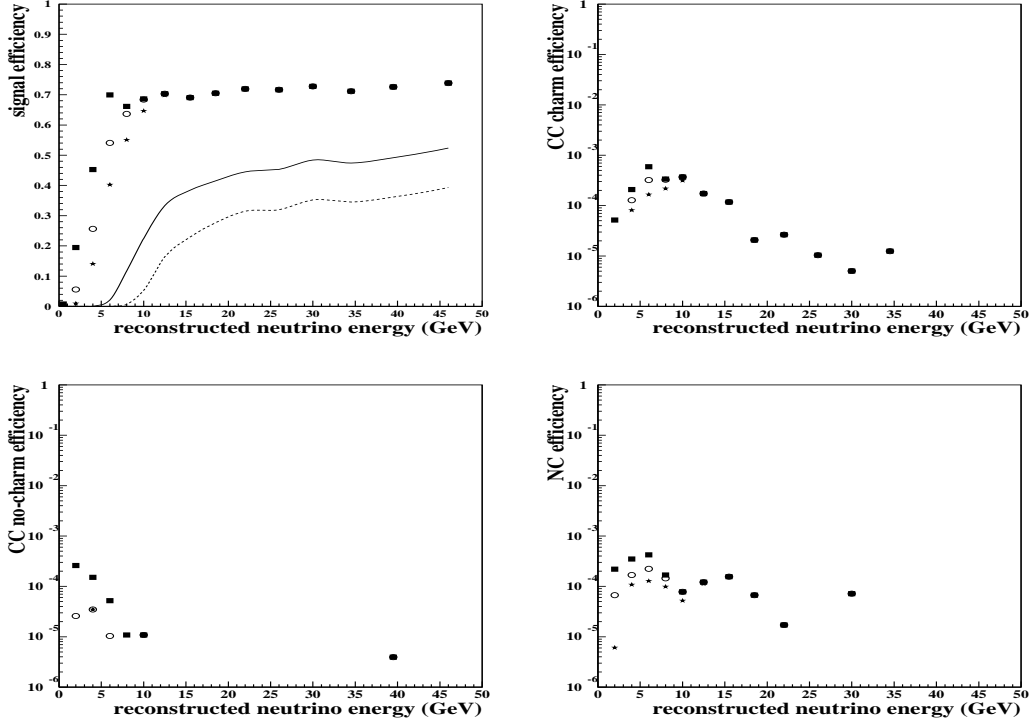 signal efficiency
1
0.9
0.8
0.7
0.6
0.5
0.4
0.3
0.2
0.1
0
0 5 10 15 20 25 30 35 40 45 50
reconstructed neutrino energy (GeV)
CC charm efficiency
1
10 -1
10 -2
10 -3
10 -4
10 -5
10 -6
0 5 10 15 20 25 30 35 40 45 50
reconstructed neutrino energy (GeV)
CC no-charm efficiency
1
10 -1
10 -2
10 -3
10 -4
10 -5
10 -6
0 5 10 15 20 25 30 35 40 45 50
reconstructed neutrino energy (GeV)
NC efficiency
1
10 -1
10 -2
10 -3
10 -4
10 -5
10 -6
0 5 10 15 20 25 30 35 40 45 50
reconstructed neutrino energy (GeV)